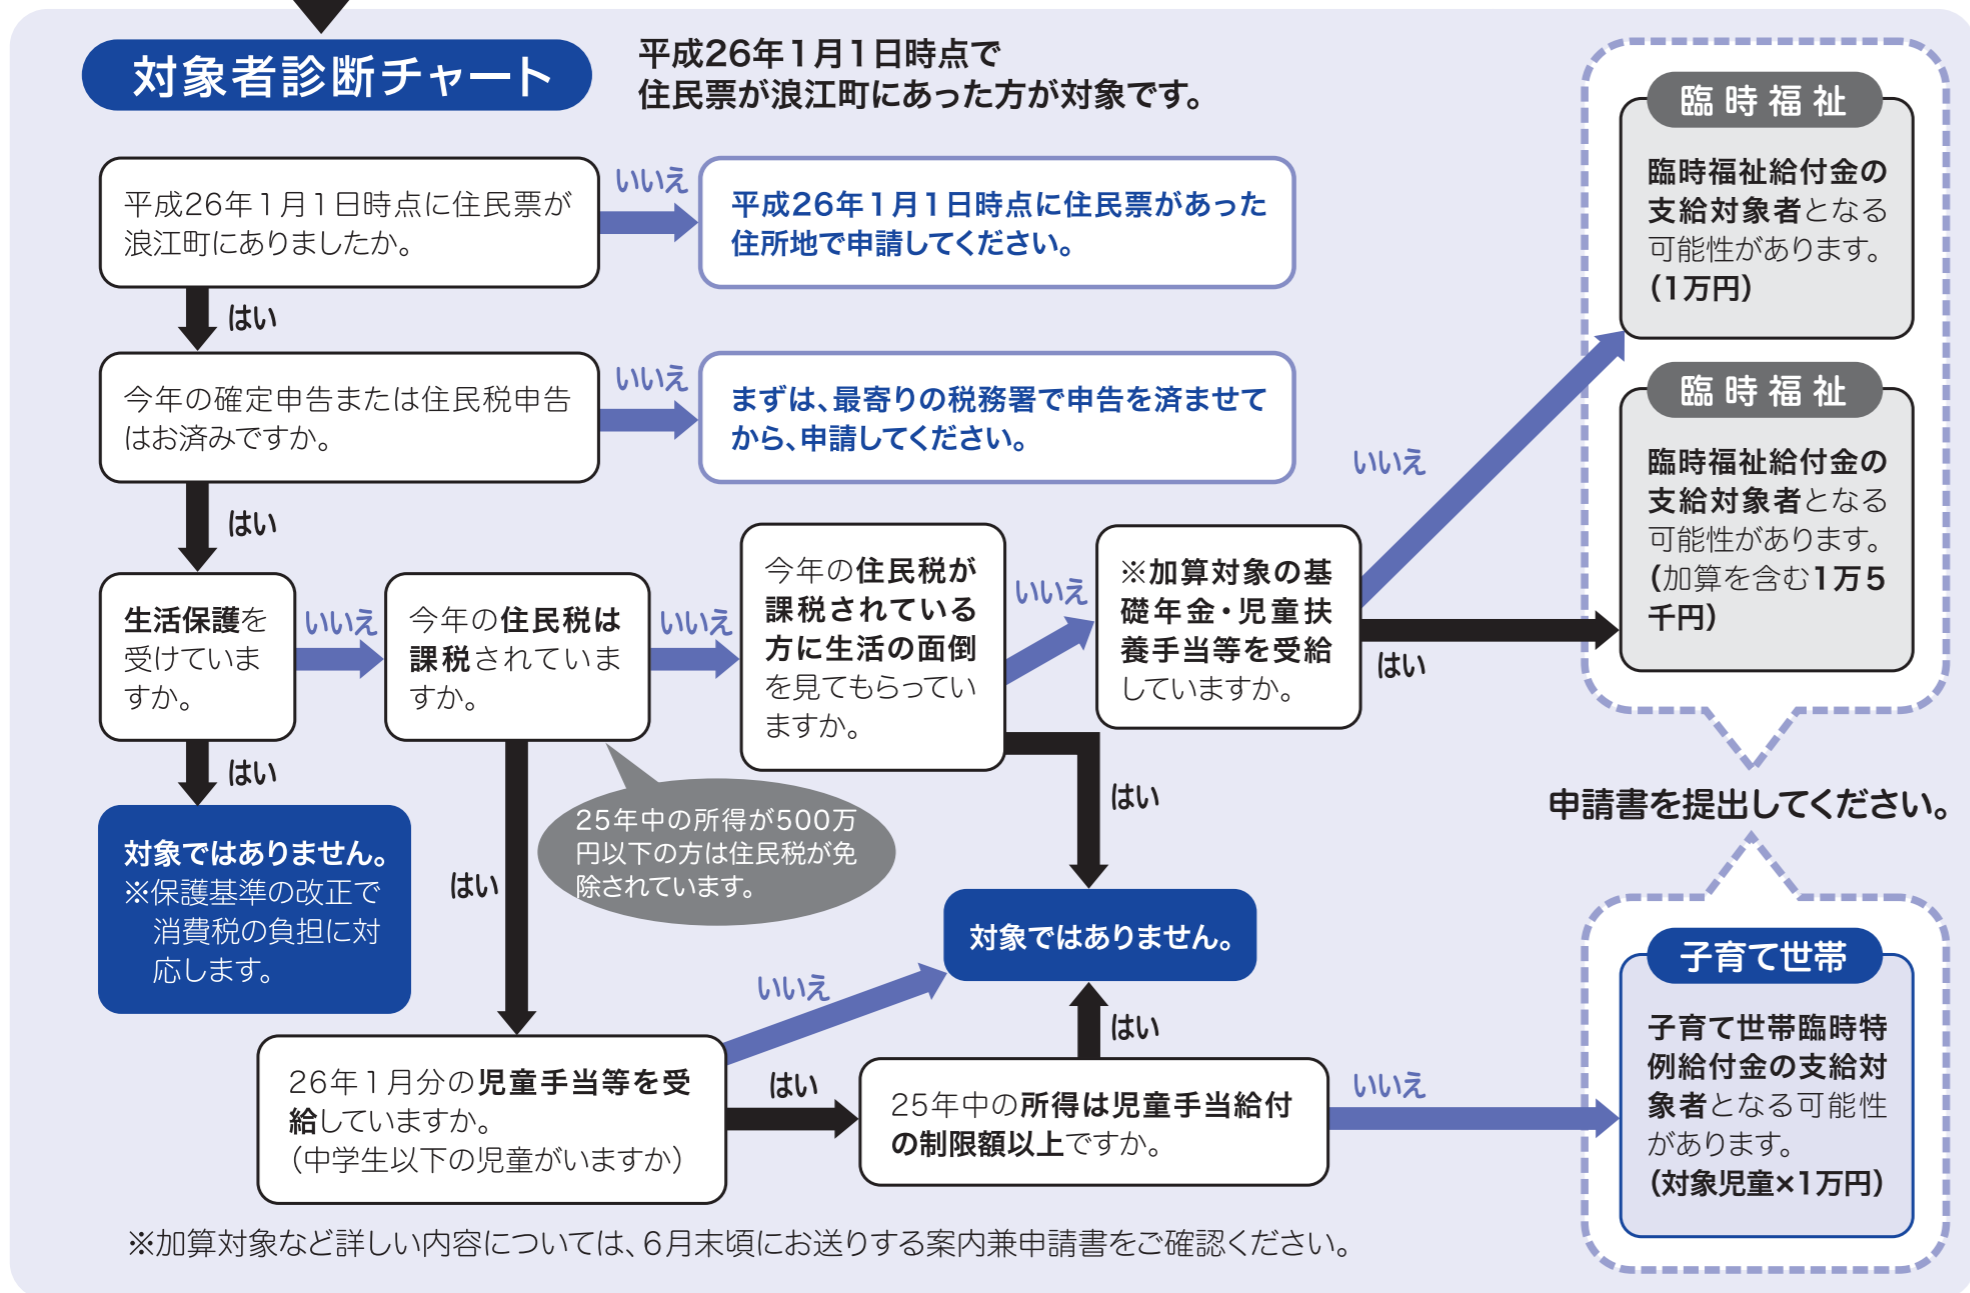 対象者診断チャート
平成26年1月1日時点で
住民票が浪江町にあった方が対象です。
平成26年1月1日時点に住民票が
浪江町にありましたか。
いいえ
平成26年1月1日時点に住民票があった
住所地で申請してください。
はい
今年の確定申告または住民税申告
はお済みですか。
いいえ
まずは、最寄りの税務署で申告を済ませて
から、申請してください。
はい
生活保護を
受けていま
すか。
いいえ
今年の住民税は
課税されていま
すか。
いいえ
今年の住民税が
課税されている
方に生活の面倒
を見てもらってい
ますか。
いいえ
※加算対象の基
礎年金・児童扶
養手当等を受給
していますか。
いいえ
はい
臨時福祉
臨時福祉給付金の
支給対象者となる
可能性があります。
(1万円)
臨時福祉
臨時福祉給付金の
支給対象者となる
可能性があります。
(加算を含む1万5
千円)
はい
対象ではありません。
※保護基準の改正で
消費税の負担に対
応します。
はい
25年中の所得が500万
円以下の方は住民税が免
除されています。
はい
対象ではありません。
申請書を提出してください。
26年1月分の児童手当等を受
給していますか。
(中学生以下の児童がいますか)
いいえ
はい
25年中の所得は児童手当給付
の制限額以上ですか。
はい
いいえ
子育て世帯
子育て世帯臨時特
例給付金の支給対
象者となる可能性
があります。
(対象児童×1万円)
※加算対象など詳しい内容については、6月末頃にお送りする案内兼申請書をご確認ください。